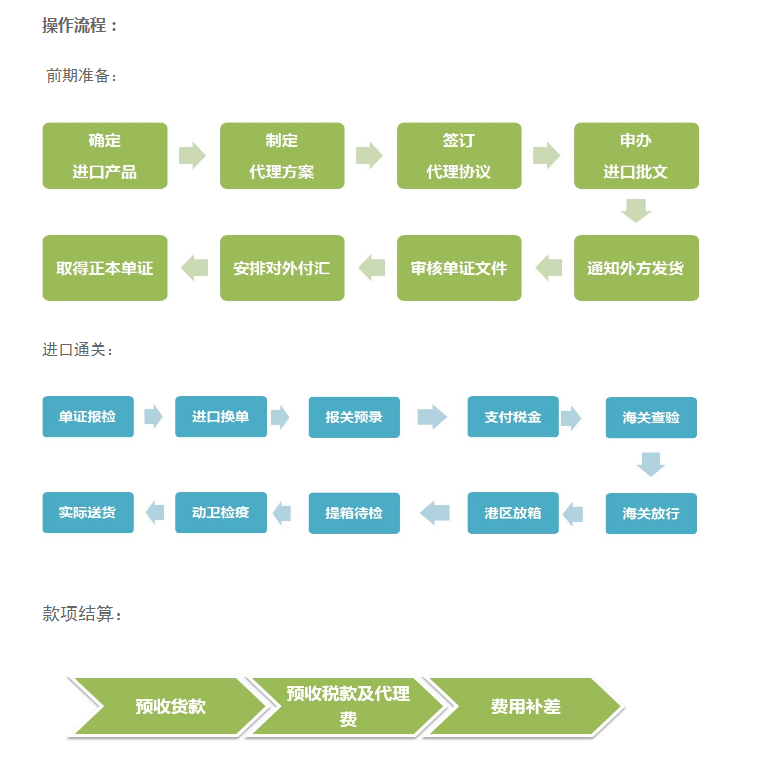 操作流程：
前期准备：
确定
进口产品
制定
代理方案
签订
代理协议
申办
进口批文
取得正本单证
安排对外付汇
审核单证文件
通知外方发货
进口通关：
单证报检
进口换单
报关预录
支付税金
海关查验
实际送货
动卫检疫
提箱待检
港区放箱
海关放行
款项结算：
预收货款
预收税款及代理
费
费用补差